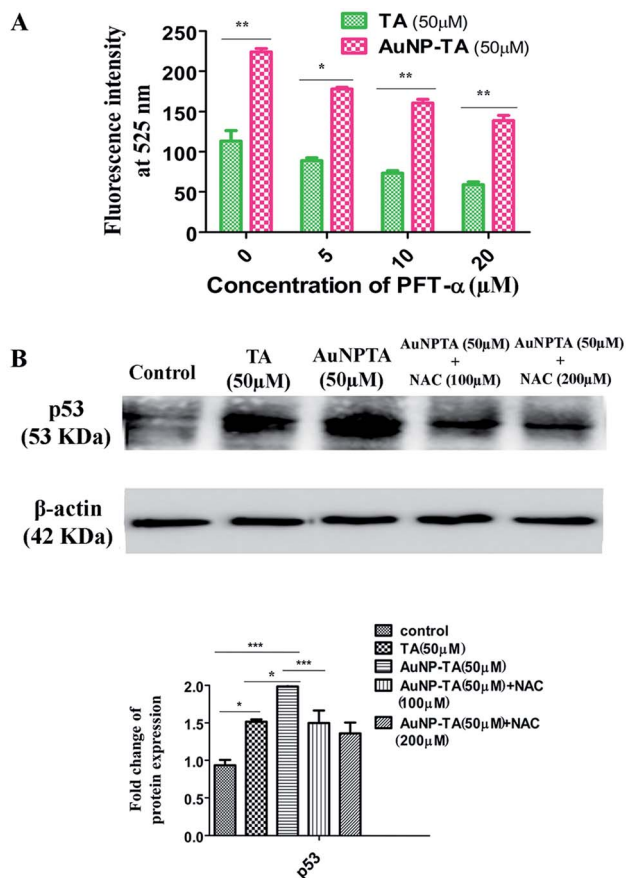 A
TA (50μM)
AuNP-TA (50μM)
Fluorescence intensity
at 525 nm
250
200
150
100
50
0
**
*
**
**
0
5
10
20
Concentration of PFT-α (μM)
B
Control
TA
(50μM)
AuNPTA
(50μM)
AuNPTA (50μM)
+
NAC (100μM)
AuNPTA (50μM)
+
NAC (200μM)
p53
(53 KDa)
β-actin
(42 KDa)
Fold change of
protein expression
2.0
1.5
1.0
0.5
0.0
***
***
*
*
p53
control
TA(50μM)
AuNP-TA(50μM)
AuNP-TA(50μM)+NAC
(100μM)
AuNP-TA(50μM)+NAC
(200μM)